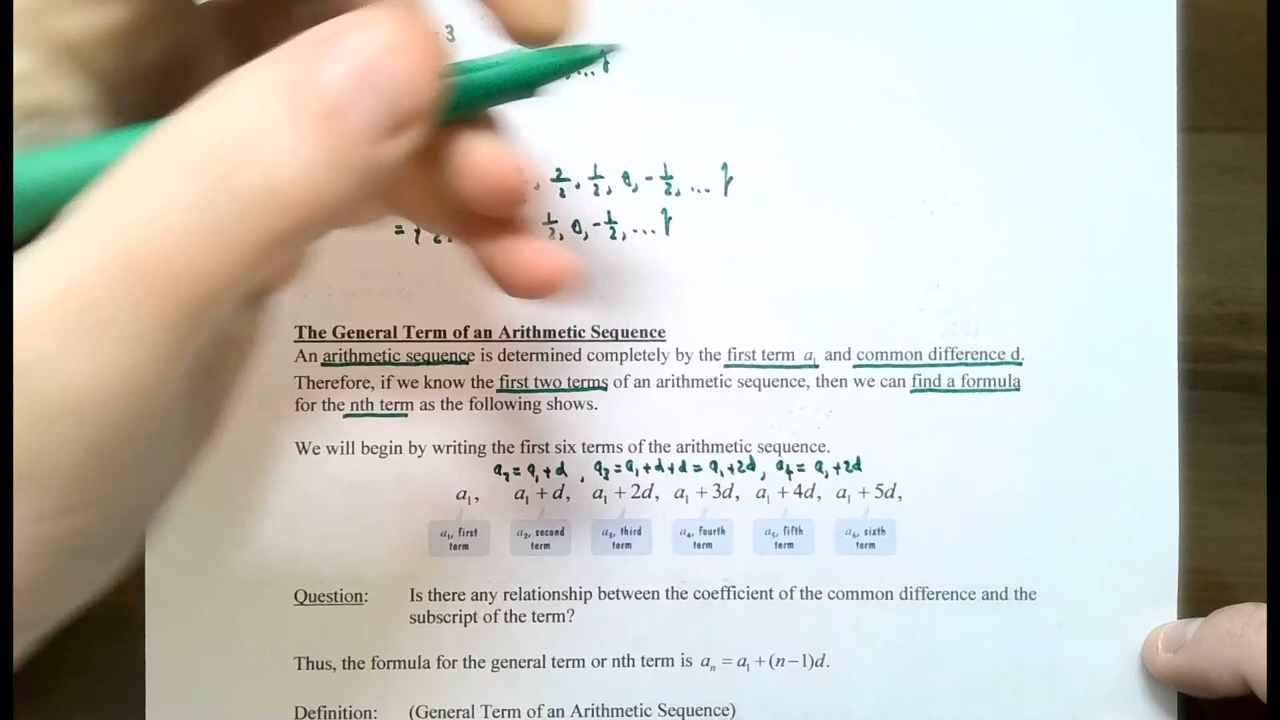 3
... }
, 2/2, 1/2, 0, -1/2, ... }
= { 1/2, 0, -1/2, ... }
The General Term of an Arithmetic Sequence
An arithmetic sequence is determined completely by the first term a₁ and common difference d.
Therefore, if we know the first two terms of an arithmetic sequence, then we can find a formula
for the nth term as the following shows.
We will begin by writing the first six terms of the arithmetic sequence.
a₂ = a₁ + d , a₃ = a₁ + d + d = a₁ + 2d , a₄ = a₁ + 2d
a₁, a₁ + d, a₁ + 2d, a₁ + 3d, a₁ + 4d, a₁ + 5d,
a₁, first a₂, second a₃, third a₄, fourth a₅, fifth a₆, sixth
term term term term term term
Question: Is there any relationship between the coefficient of the common difference and the
subscript of the term?
Thus, the formula for the general term or nth term is aₙ = a₁ + (n−1)d.
Definition: (General Term of an Arithmetic Sequence)